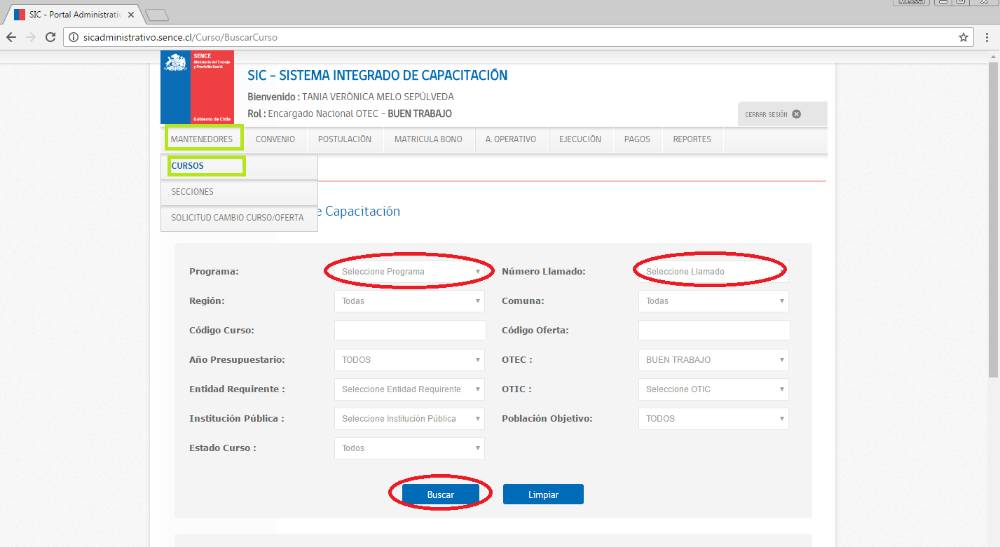 Melissa
SIC - Portal Administrativ
sicadministrativo.sence.cl/Curso/BuscarCurso
SENCE
Ministerio del Trabajo
y Previsión Social
Gobierno de Chile
SIC - SISTEMA INTEGRADO DE CAPACITACIÓN
Bienvenido : TANIA VERÓNICA MELO SEPÚLVEDA
Rol : Encargado Nacional OTEC - BUEN TRABAJO
CERRAR SESIÓN
MANTENEDORES CONVENIO POSTULACIÓN MATRICULA BONO A. OPERATIVO EJECUCIÓN PAGOS REPORTES
CURSOS
SECCIONES
SOLICITUD CAMBIO CURSO/OFERTA
e Capacitación
Programa: Seleccione Programa Número Llamado: Seleccione Llamado
Región: Todas Comuna: Todas
Código Curso: Código Oferta:
Año Presupuestario: TODOS OTEC : BUEN TRABAJO
Entidad Requirente : Seleccione Entidad Requirente OTIC : Seleccione OTIC
Institución Pública : Seleccione Institución Pública Población Objetivo: TODOS
Estado Curso : Todos
Buscar Limpiar